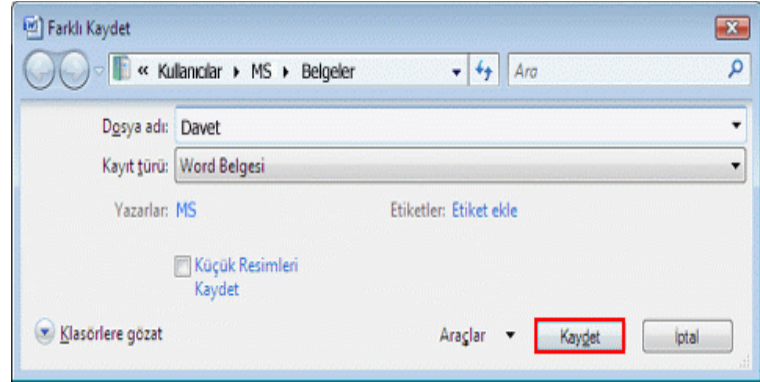 Farklı Kaydet
« Kullanıcılar MS Belgeler Ara
Dosya adı: Davet
Kayıt türü: Word Belgesi
Yazarlar: MS Etiketler: Etiket ekle
Küçük Resimleri
Kaydet
Klasörlere gözat Araçlar Kaydet İptal